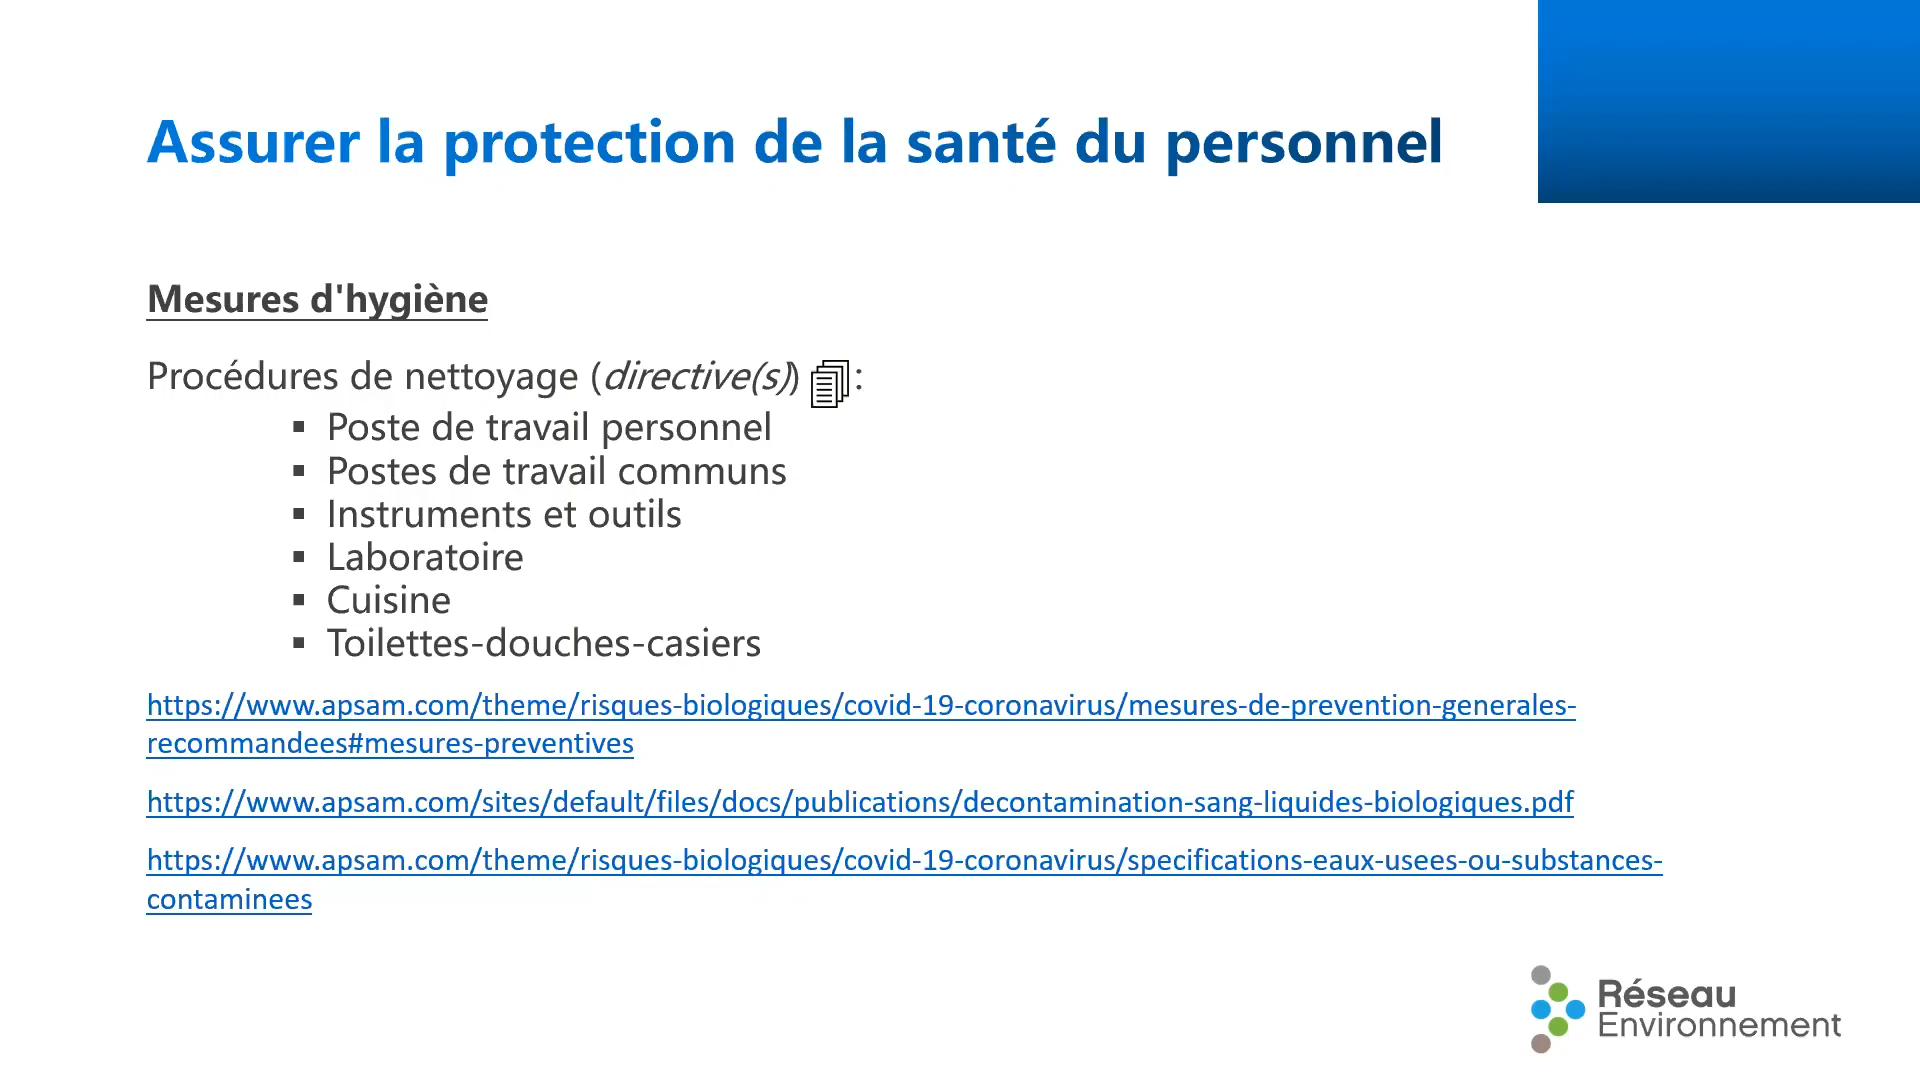 Assurer la protection de la santé du personnel
Mesures d'hygiène
Procédures de nettoyage (directive(s)) :
▪ Poste de travail personnel
▪ Postes de travail communs
▪ Instruments et outils
▪ Laboratoire
▪ Cuisine
▪ Toilettes-douches-casiers
https://www.apsam.com/theme/risques-biologiques/covid-19-coronavirus/mesures-de-prevention-generales-
recommandees#mesures-preventives
https://www.apsam.com/sites/default/files/docs/publications/decontamination-sang-liquides-biologiques.pdf
https://www.apsam.com/theme/risques-biologiques/covid-19-coronavirus/specifications-eaux-usees-ou-substances-
contaminees
Réseau
Environnement